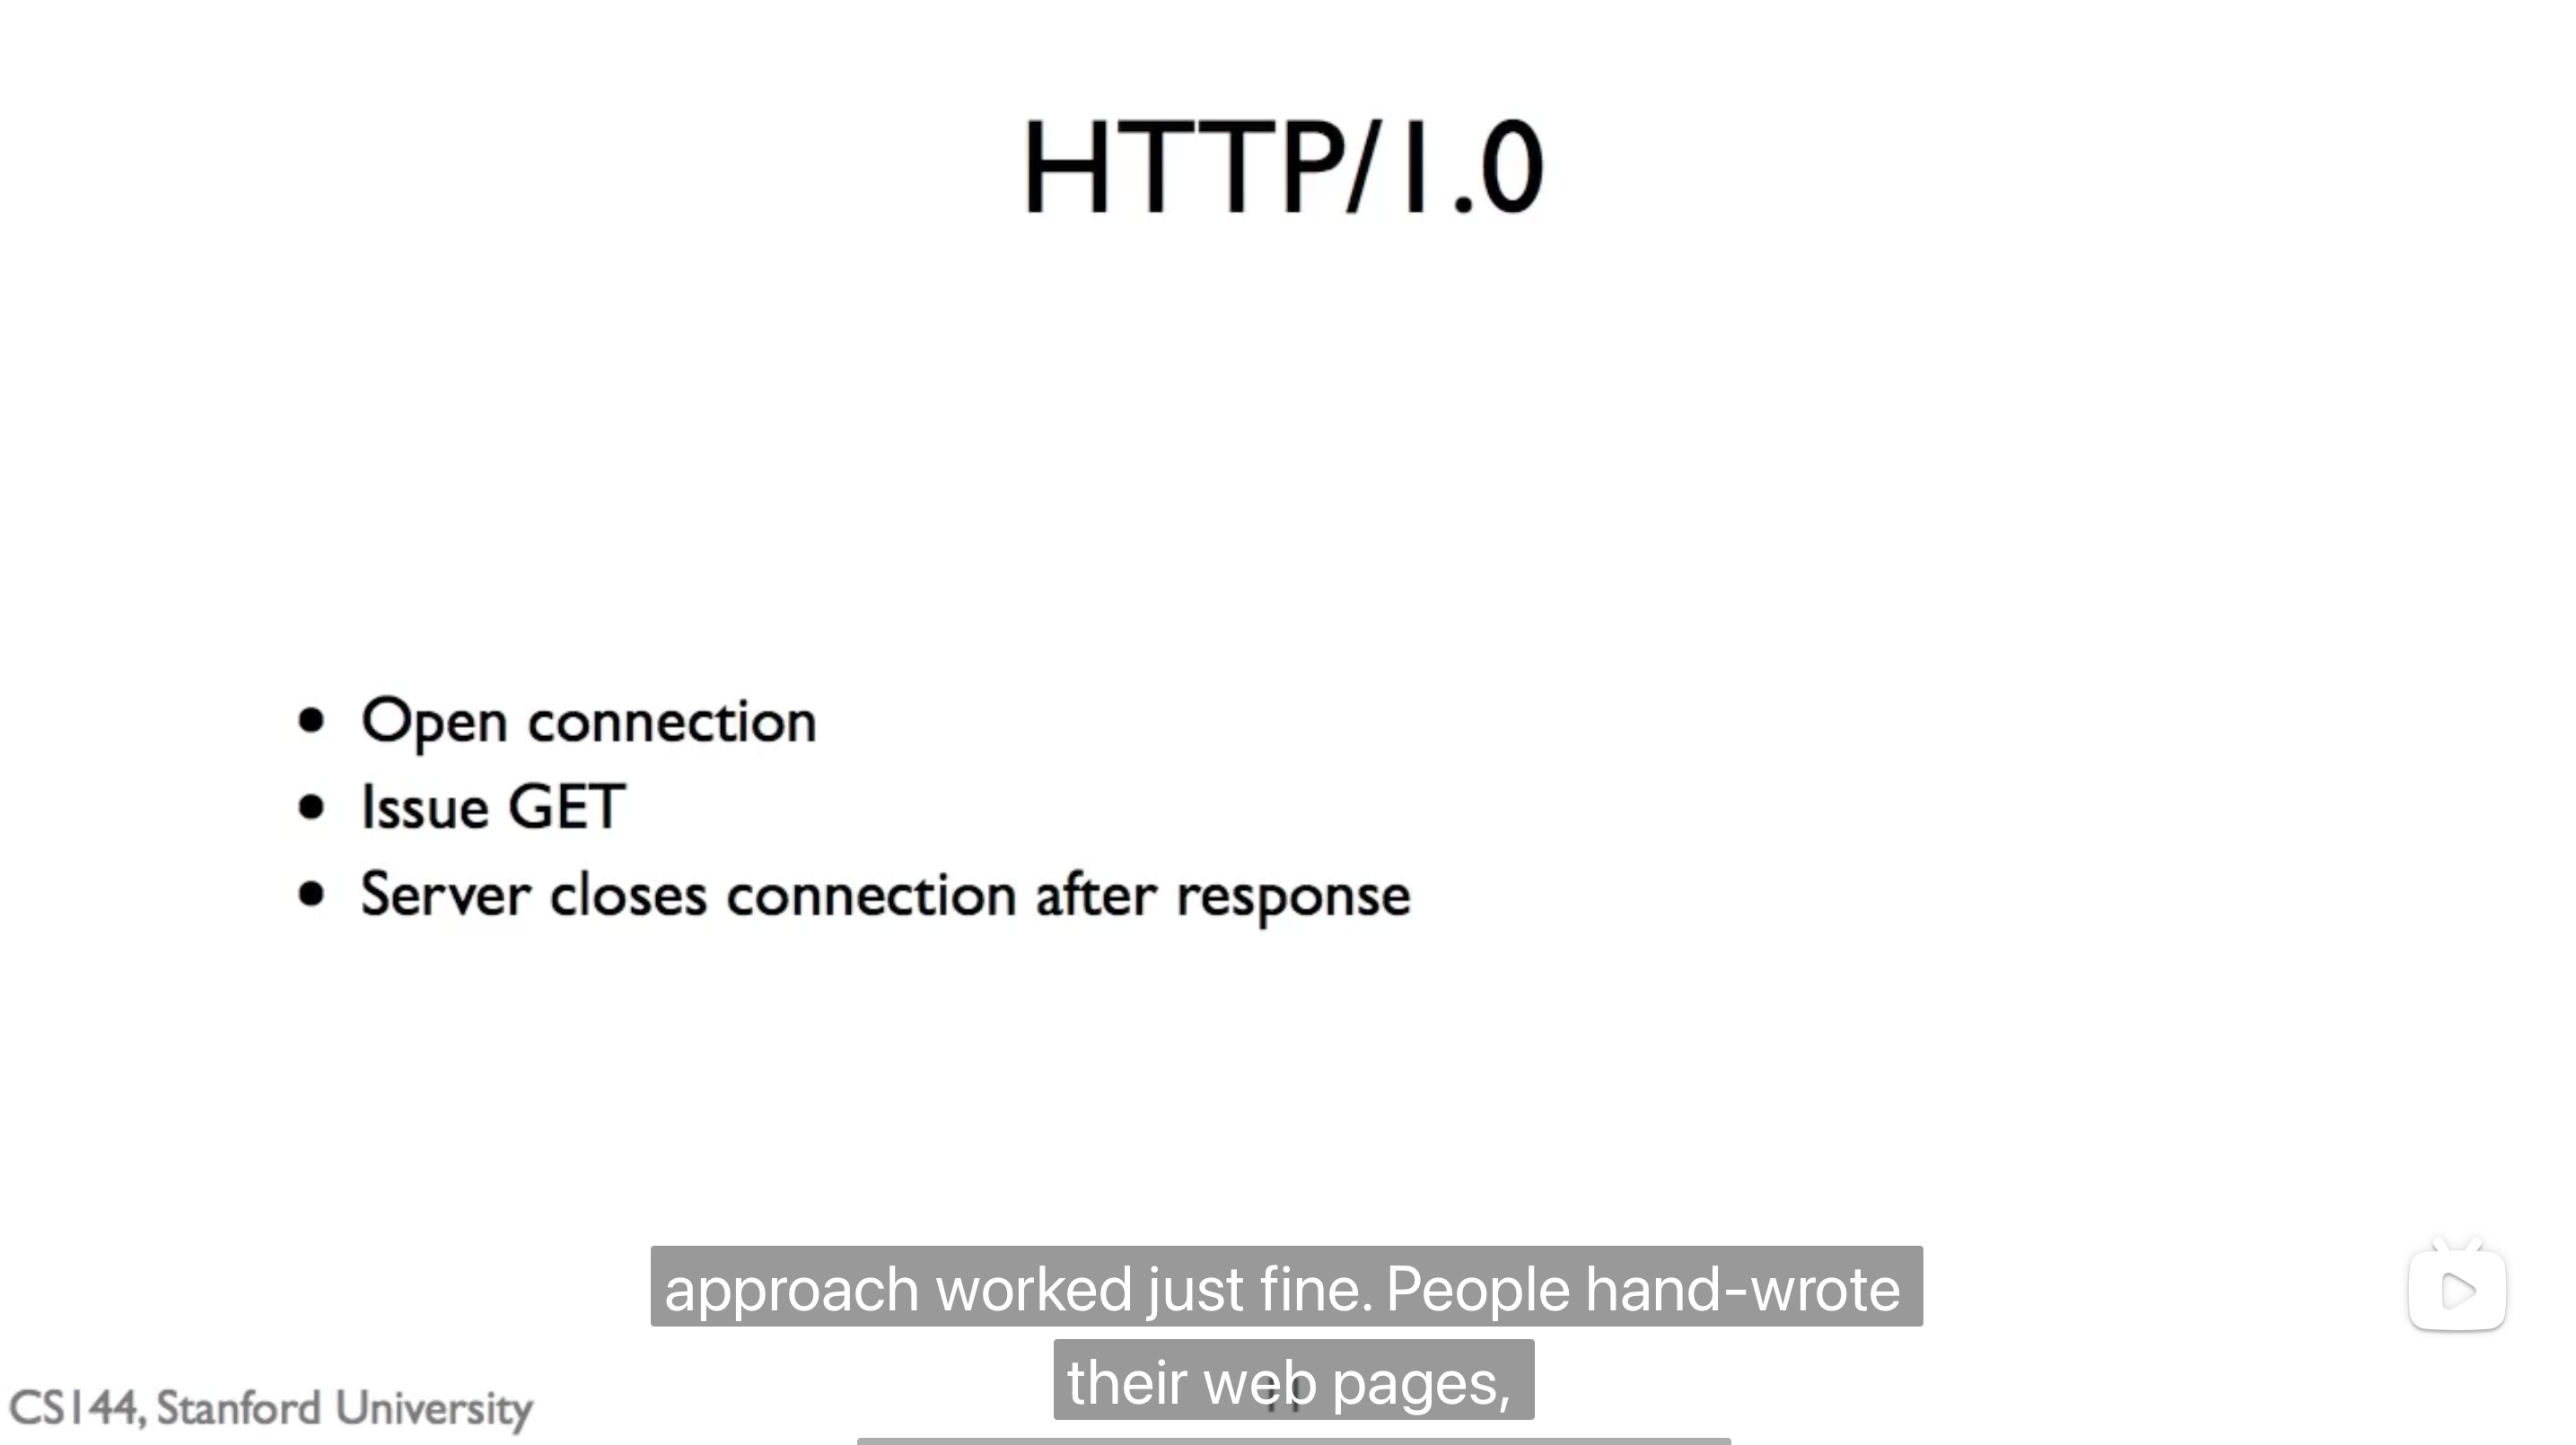 HTTP/1.0
• Open connection
• Issue GET
• Server closes connection after response
approach worked just fine. People hand-wrote
their web pages,
CS144, Stanford University